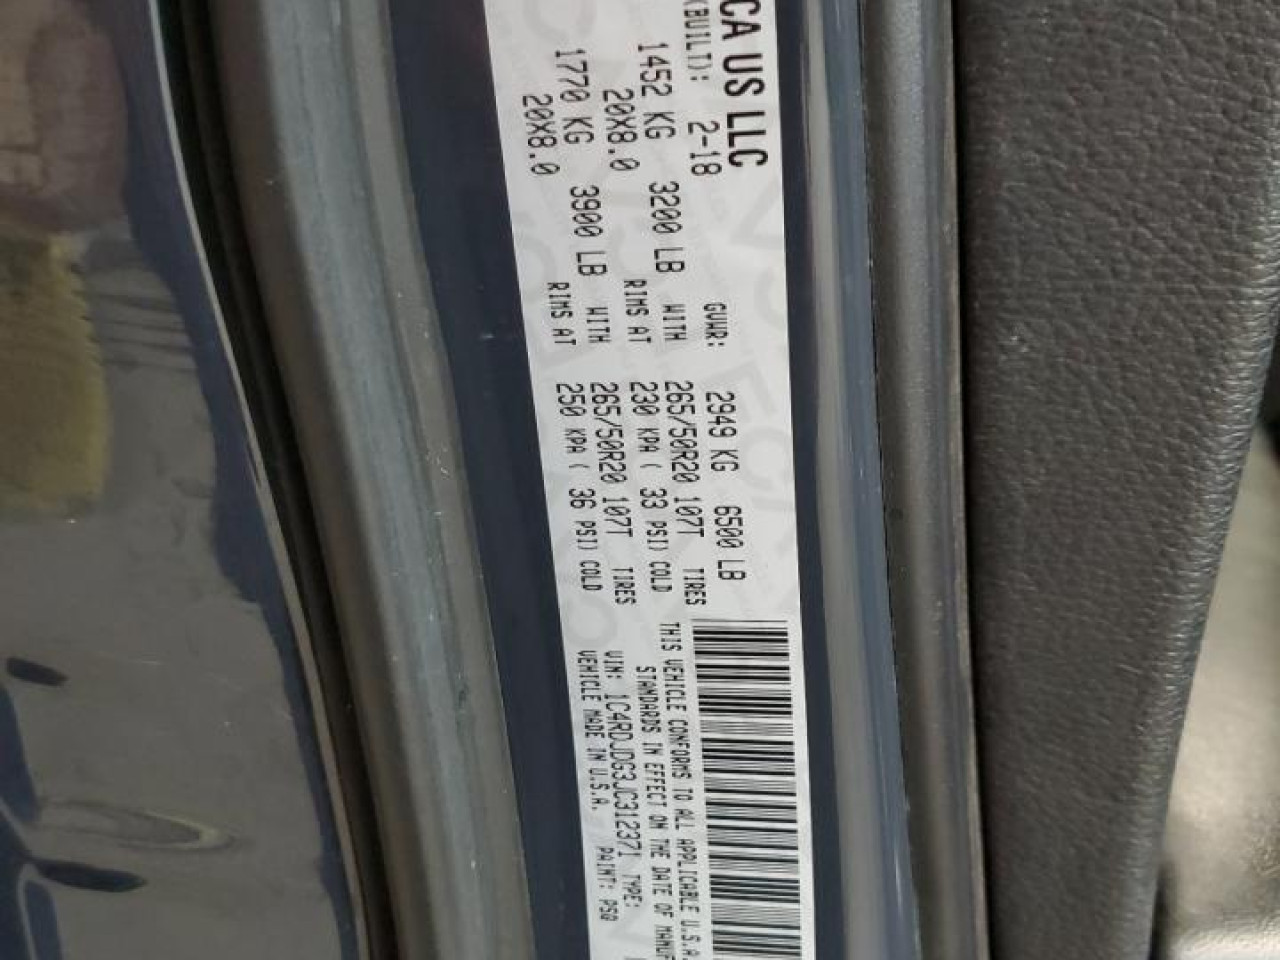 CA US LLC
(BUILT): 2-18 GVWR: 2949 KG 6500 LB
1452 KG 3200 LB WITH 265/50R20 107T TIRES
20X8.0 RIMS AT 230 KPA ( 33 PSI) COLD
1770 KG 3900 LB WITH 265/50R20 107T TIRES
20X8.0 RIMS AT 250 KPA ( 36 PSI) COLD
THIS VEHICLE CONFORMS TO ALL APPLICABLE U.S.A.
STANDARDS IN EFFECT ON THE DATE OF MANUF
VIN: 1C4RDJDG3JC312371 TYPE:
VEHICLE MADE IN U.S.A. PAINT: